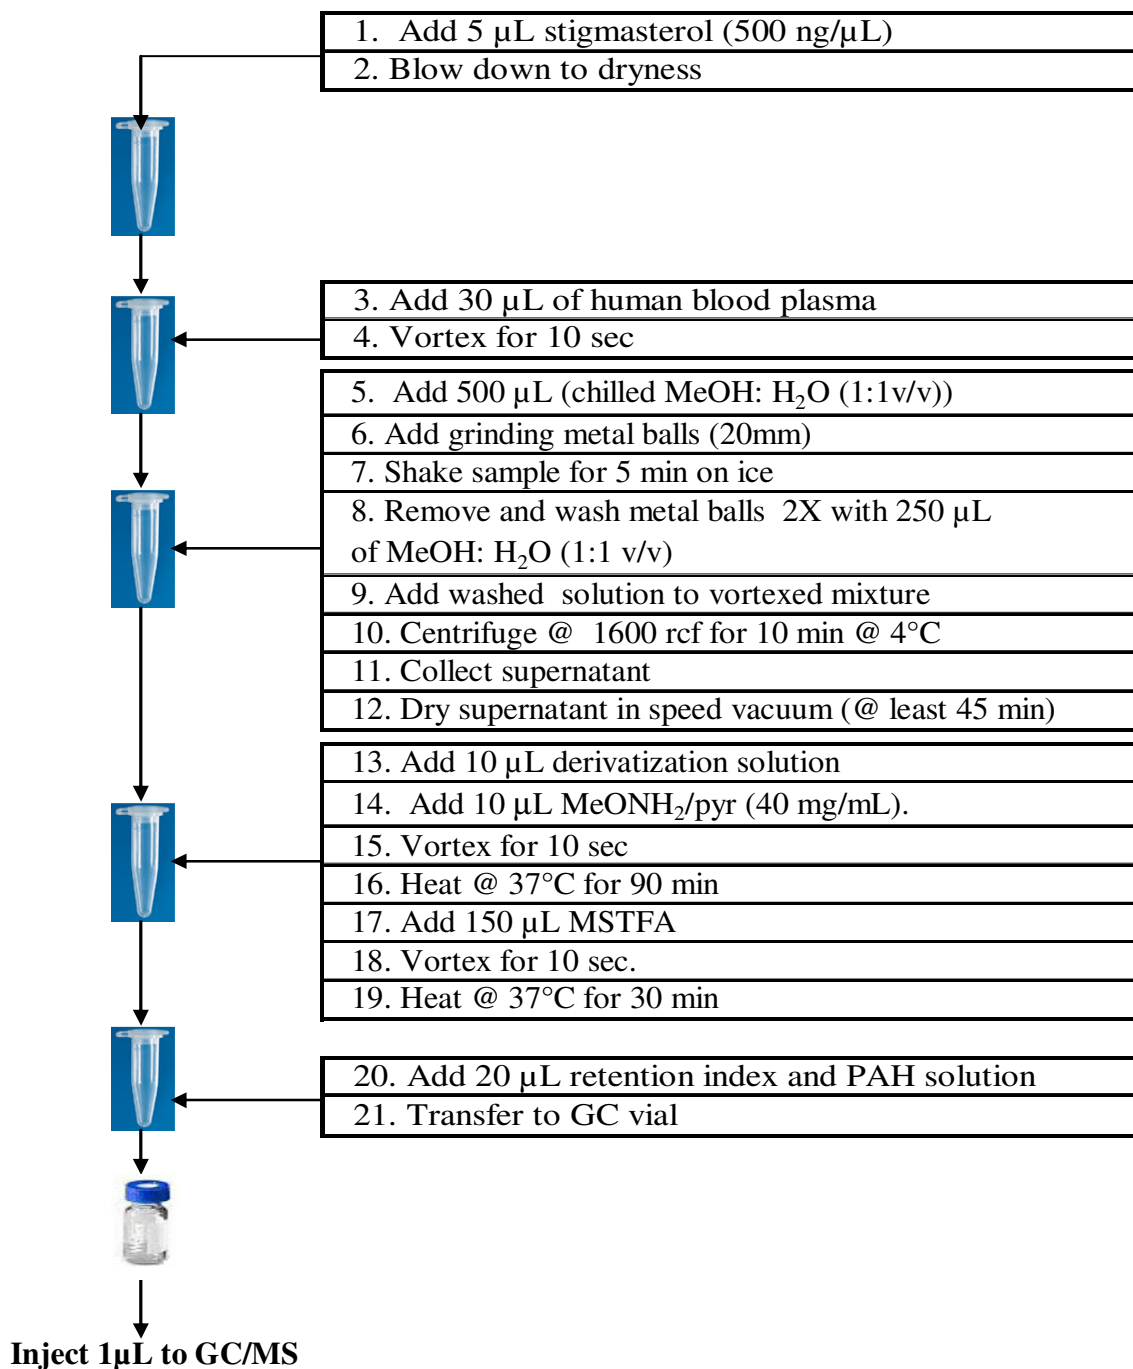 1. Add 5 µL stigmasterol (500 ng/µL)
2. Blow down to dryness
3. Add 30 µL of human blood plasma
4. Vortex for 10 sec
5. Add 500 µL (chilled MeOH: H₂O (1:1v/v))
6. Add grinding metal balls (20mm)
7. Shake sample for 5 min on ice
8. Remove and wash metal balls 2X with 250 µL
of MeOH: H₂O (1:1 v/v)
9. Add washed solution to vortexed mixture
10. Centrifuge @ 1600 rcf for 10 min @ 4°C
11. Collect supernatant
12. Dry supernatant in speed vacuum (@ least 45 min)
13. Add 10 µL derivatization solution
14. Add 10 µL MeONH₂/pyr (40 mg/mL).
15. Vortex for 10 sec
16. Heat @ 37°C for 90 min
17. Add 150 µL MSTFA
18. Vortex for 10 sec.
19. Heat @ 37°C for 30 min
20. Add 20 µL retention index and PAH solution
21. Transfer to GC vial
Inject 1µL to GC/MS